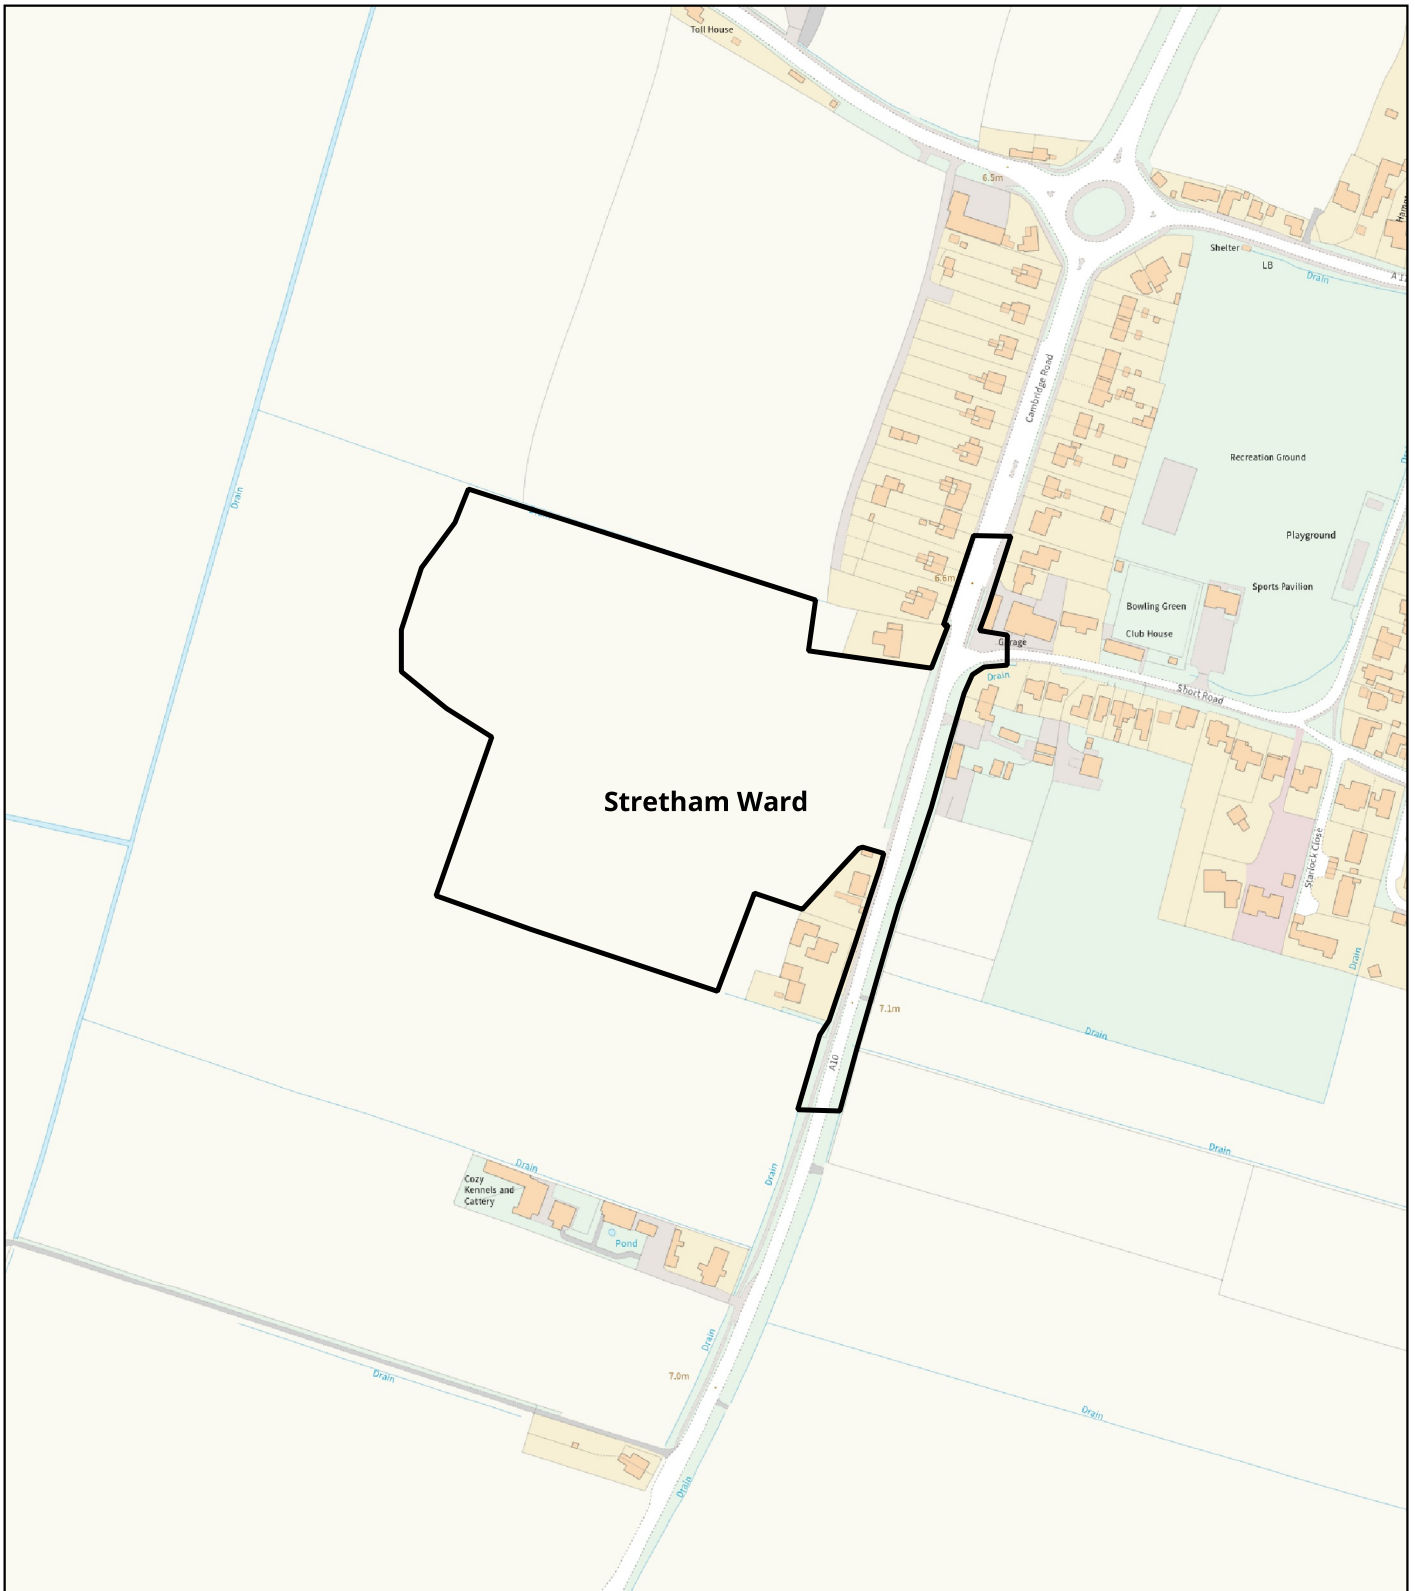 Toll House
6.5m
Shelter
LB
Drain
Cambridge Road
Recreation Ground
Drain
Playground
6.6m
Sports Pavilion
Bowling Green
Club House
Garage
Drain
Short Road
Stretham Ward
Starlock Close
Drain
7.1m
Drain
A10
Drain
Drain
Drain
Cozy
Kennels and
Cattery
Pond
Drain
7.0m
Drain
Drain
Drain